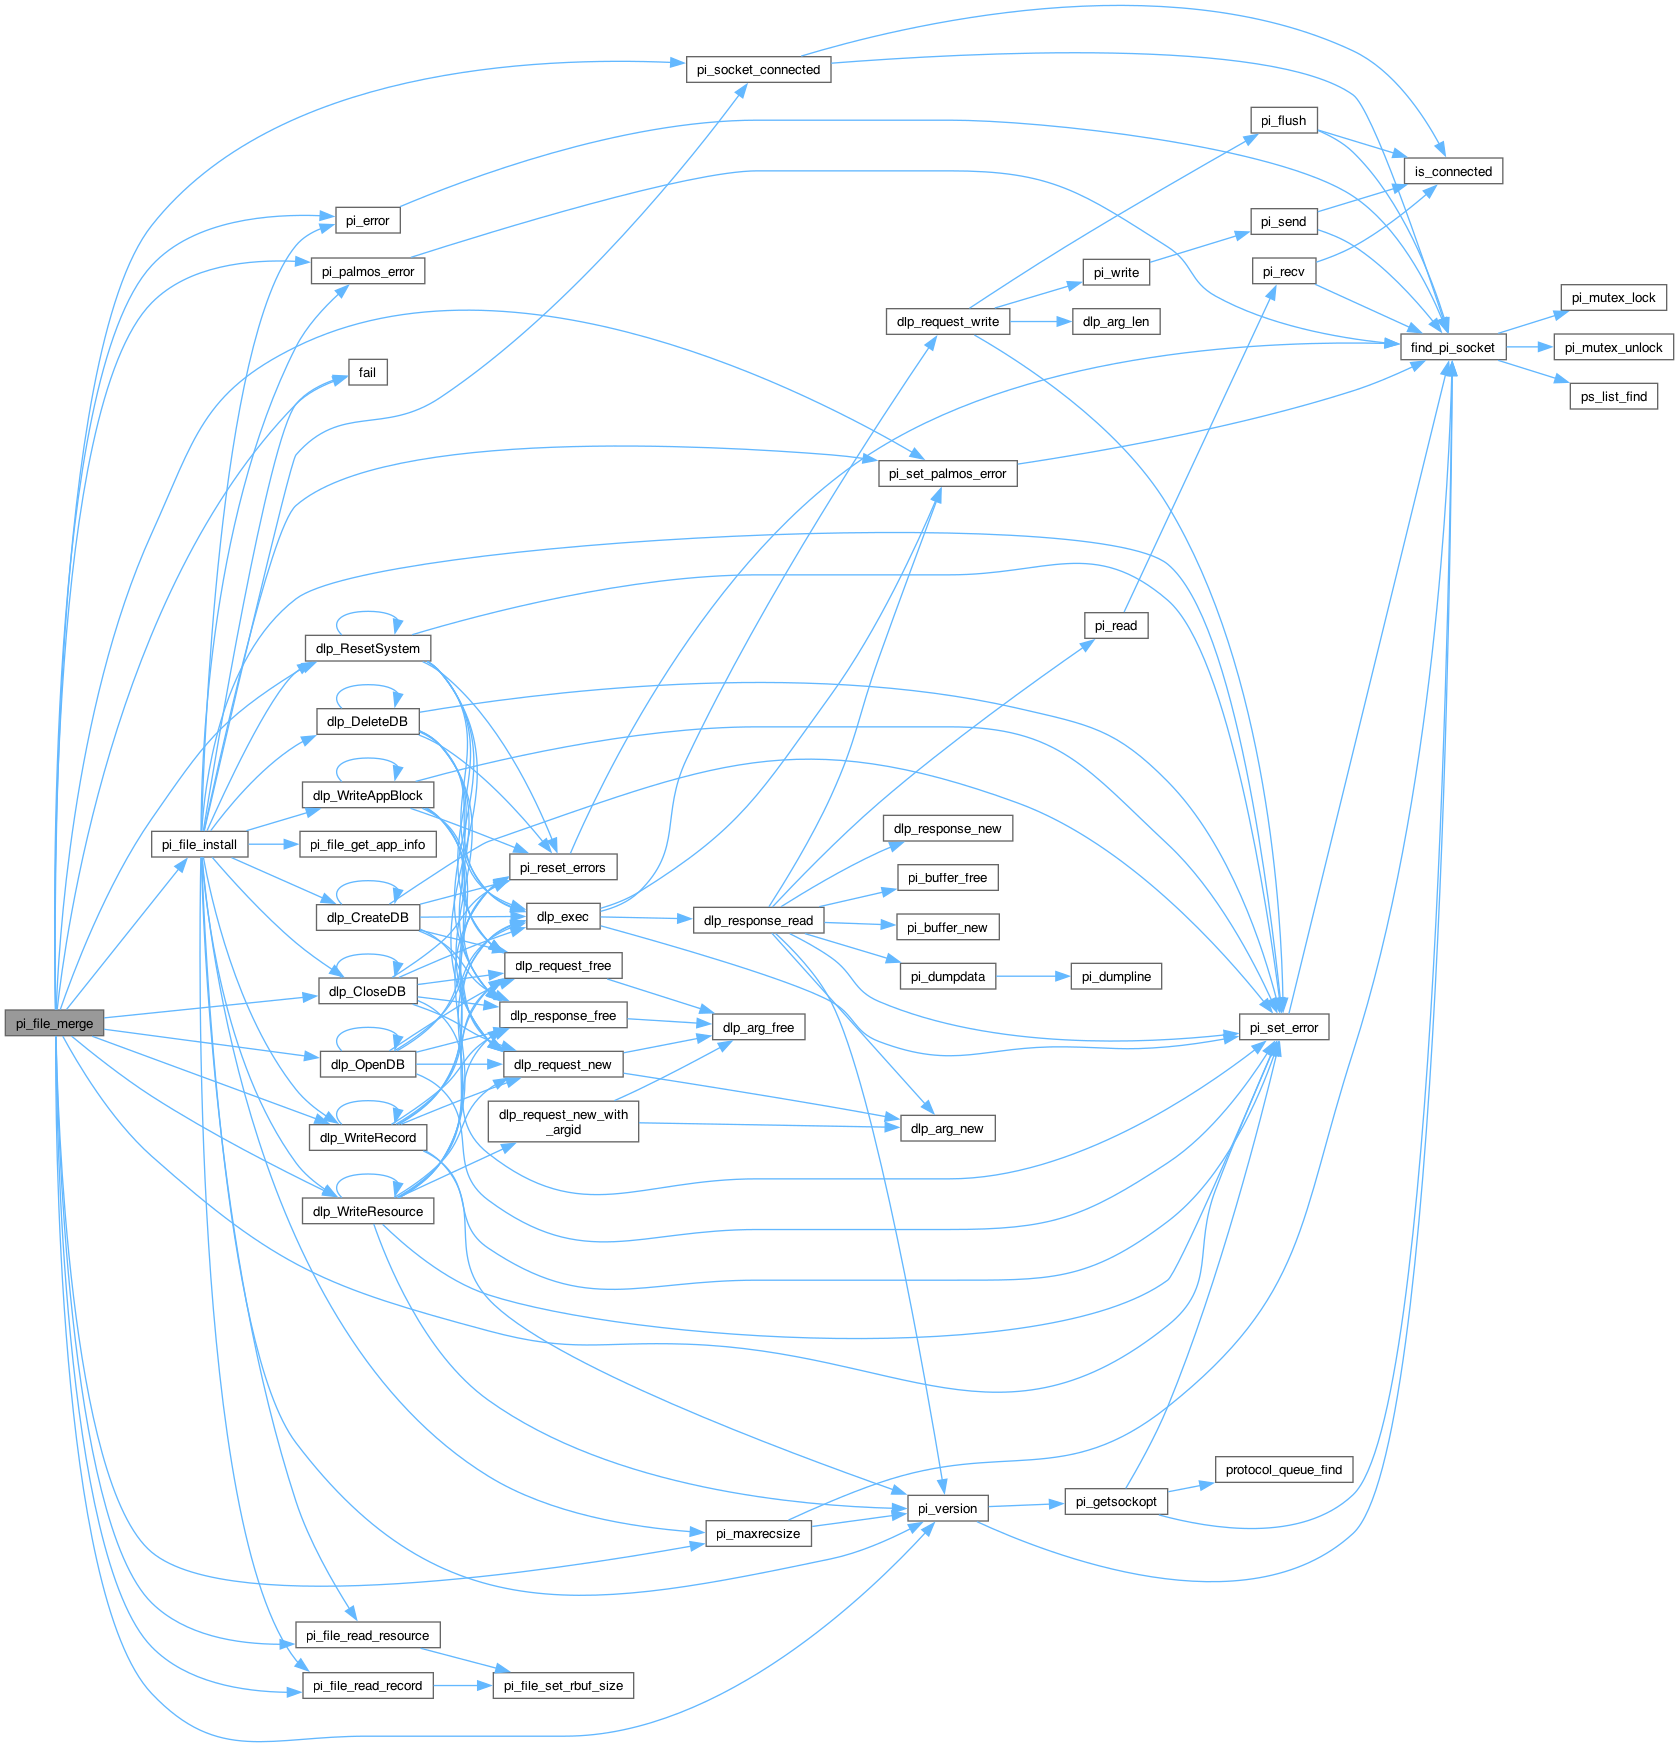 pi_socket_connected
pi_flush
is_connected
pi_error
pi_send
pi_palmos_error
pi_recv
pi_write
pi_mutex_lock
dlp_request_write
dlp_arg_len
find_pi_socket
pi_mutex_unlock
fail
ps_list_find
pi_set_palmos_error
pi_read
dlp_ResetSystem
dlp_DeleteDB
dlp_WriteAppBlock
dlp_response_new
pi_file_install
pi_file_get_app_info
pi_reset_errors
pi_buffer_free
dlp_CreateDB
dlp_exec
dlp_response_read
pi_buffer_new
dlp_request_free
pi_dumpdata
pi_dumpline
dlp_CloseDB
dlp_response_free
pi_file_merge
dlp_arg_free
pi_set_error
dlp_OpenDB
dlp_request_new
dlp_request_new_with
_argid
dlp_arg_new
dlp_WriteRecord
dlp_WriteResource
protocol_queue_find
pi_getsockopt
pi_version
pi_maxrecsize
pi_file_read_resource
pi_file_read_record
pi_file_set_rbuf_size